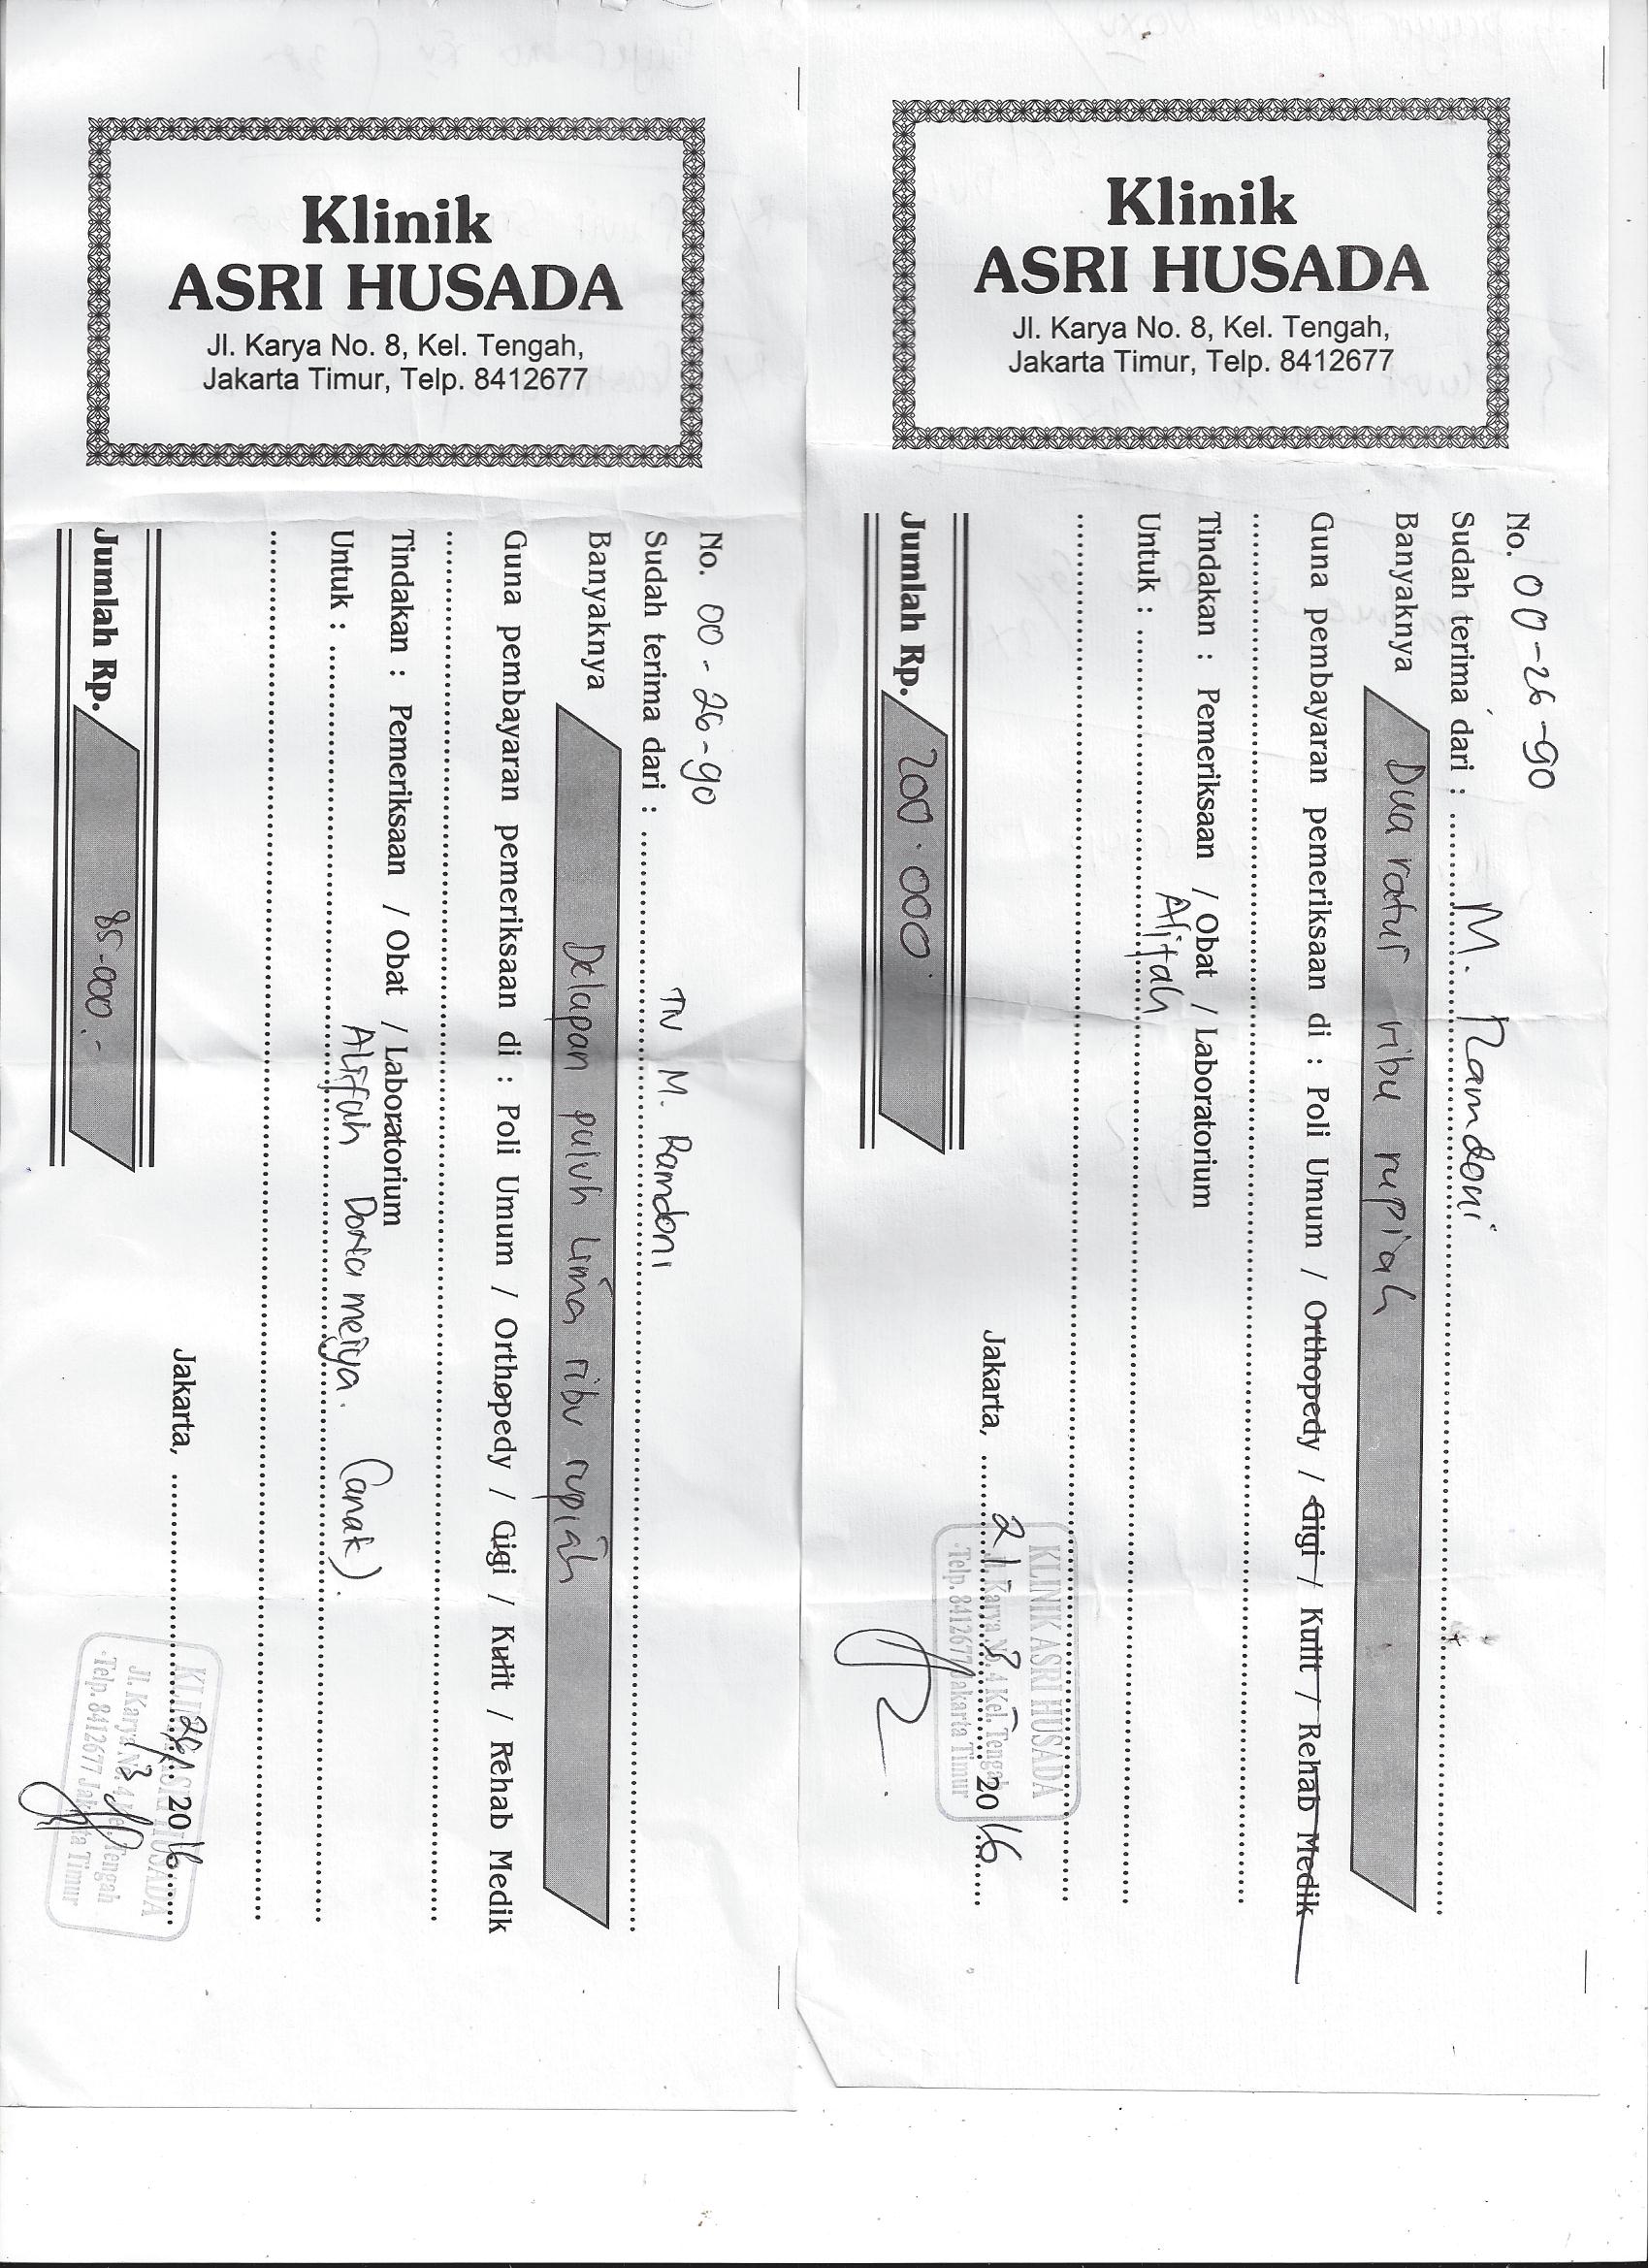 Klinik
ASRI HUSADA
Jl. Karya No. 8, Kel. Tengah,
Jakarta Timur, Telp. 8412677
No. 00 - 26 - 90
Sudah terima dari : TN M. Ramdoni
Banyaknya Delapan puluh Lima ribu rupiah
Guna pembayaran pemeriksaan di : Poli Umum / Orthopedy / Gigi / Kulit / Rehab Medik
Tindakan : Pemeriksaan / Obat / Laboratorium
Untuk : ALifah (anak).
Jumlah Rp. 85.000.-
Jakarta, 2016
KLINIK ASRI HUSADA
Jl. Karya No. 4 Kel. Tengah
Telp. 8412677 Jakarta Timur
Klinik
ASRI HUSADA
Jl. Karya No. 8, Kel. Tengah,
Jakarta Timur, Telp. 8412677
No. 00 - 26 - 90
Sudah terima dari : M. Ramdoni
Banyaknya Dua ratus ribu rupiah
Guna pembayaran pemeriksaan di : Poli Umum / Orthopedy / Gigi / Kulit / Rehab Medik
Tindakan : Pemeriksaan / Obat / Laboratorium
Untuk : Alifah
Jumlah Rp. 200.000
Jakarta, 21 - 3 - 2016
KLINIK ASRI HUSADA
Jl. Karya No. 4 Kel. Tengah
Telp. 8412677 Jakarta Timur